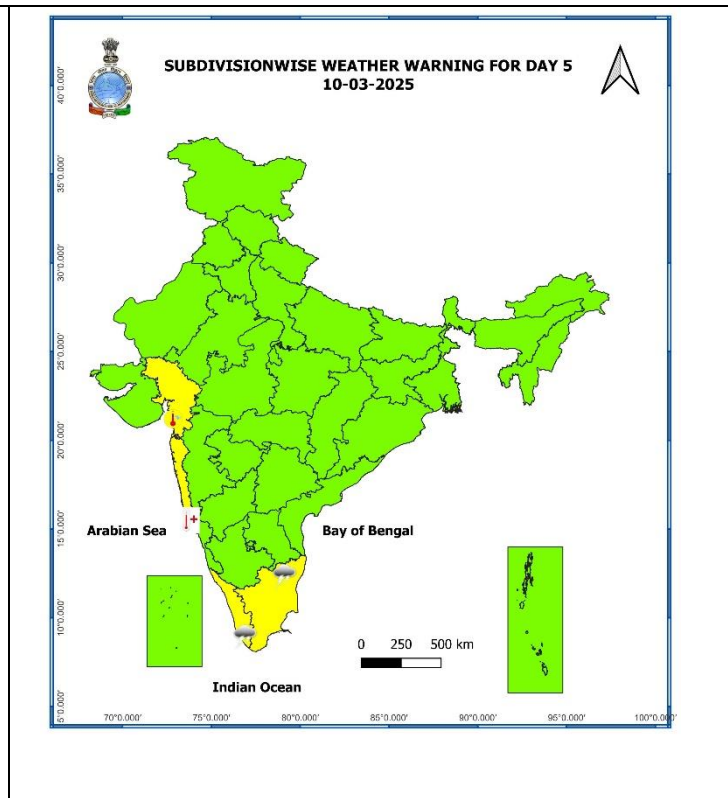 SUBDIVISIONWISE WEATHER WARNING FOR DAY 5
10-03-2025
40°0.000'
35°0.000'
30°0.000'
25°0.000'
20°0.000'
15°0.000'
10°0.000'
5°0.000'
Arabian Sea
Bay of Bengal
0 250 500 km
Indian Ocean
70°0.000' 75°0.000' 80°0.000' 85°0.000' 90°0.000' 95°0.000' 100°0.000'